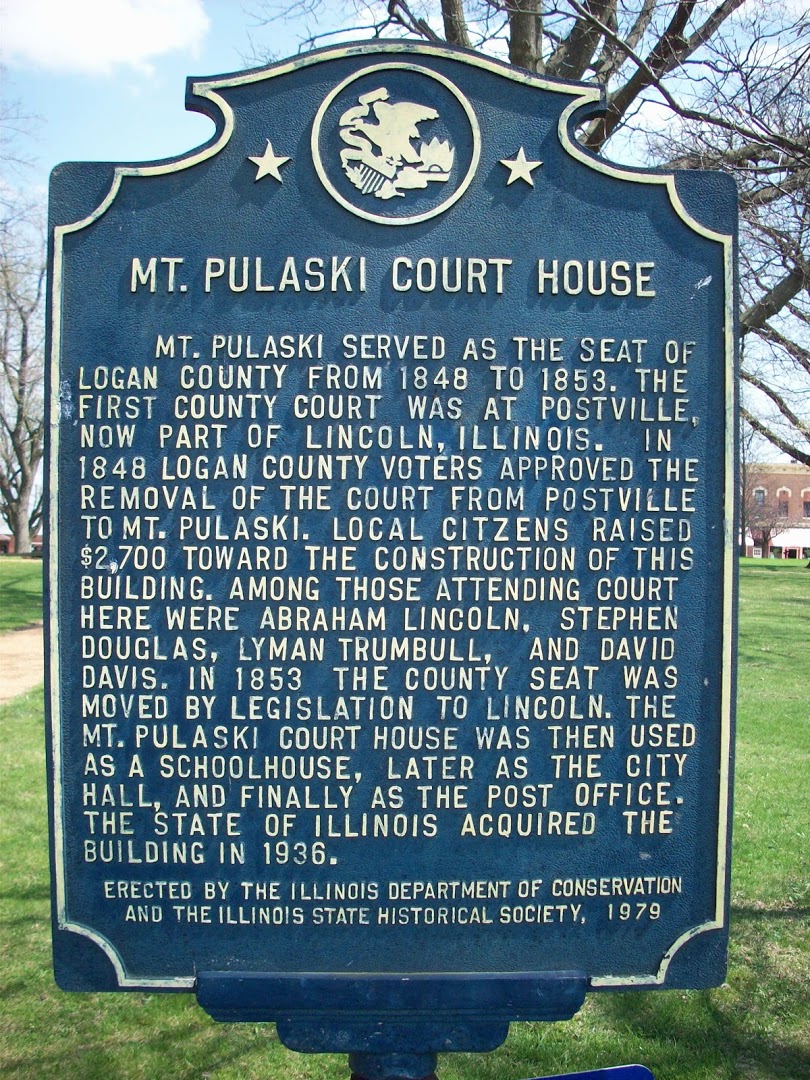 MT. PULASKI COURT HOUSE
MT. PULASKI SERVED AS THE SEAT OF
LOGAN COUNTY FROM 1848 TO 1853. THE
FIRST COUNTY COURT WAS AT POSTVILLE,
NOW PART OF LINCOLN, ILLINOIS. IN
1848 LOGAN COUNTY VOTERS APPROVED THE
REMOVAL OF THE COURT FROM POSTVILLE
TO MT. PULASKI. LOCAL CITZENS RAISED
$2,700 TOWARD THE CONSTRUCTION OF THIS
BUILDING. AMONG THOSE ATTENDING COURT
HERE WERE ABRAHAM LINCOLN, STEPHEN
DOUGLAS, LYMAN TRUMBULL, AND DAVID
DAVIS. IN 1853 THE COUNTY SEAT WAS
MOVED BY LEGISLATION TO LINCOLN. THE
MT. PULASKI COURT HOUSE WAS THEN USED
AS A SCHOOLHOUSE, LATER AS THE CITY
HALL, AND FINALLY AS THE POST OFFICE.
THE STATE OF ILLINOIS ACQUIRED THE
BUILDING IN 1936.
ERECTED BY THE ILLINOIS DEPARTMENT OF CONSERVATION
AND THE ILLINOIS STATE HISTORICAL SOCIETY, 1979